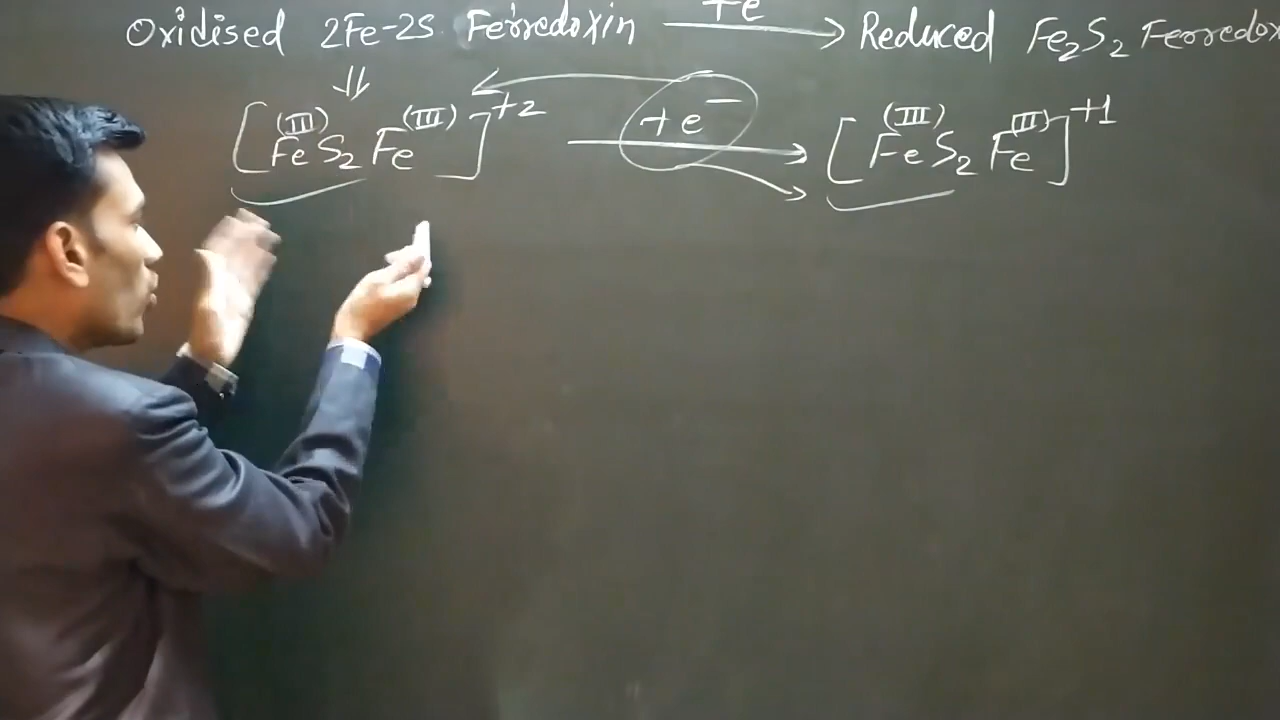 Oxidised 2Fe-2S Ferredoxin +e Reduced Fe₂S₂ Ferredox
[Fe(III) S₂ Fe(III)]+2 +e⁻ [Fe(III) S₂ Fe(III)]+1